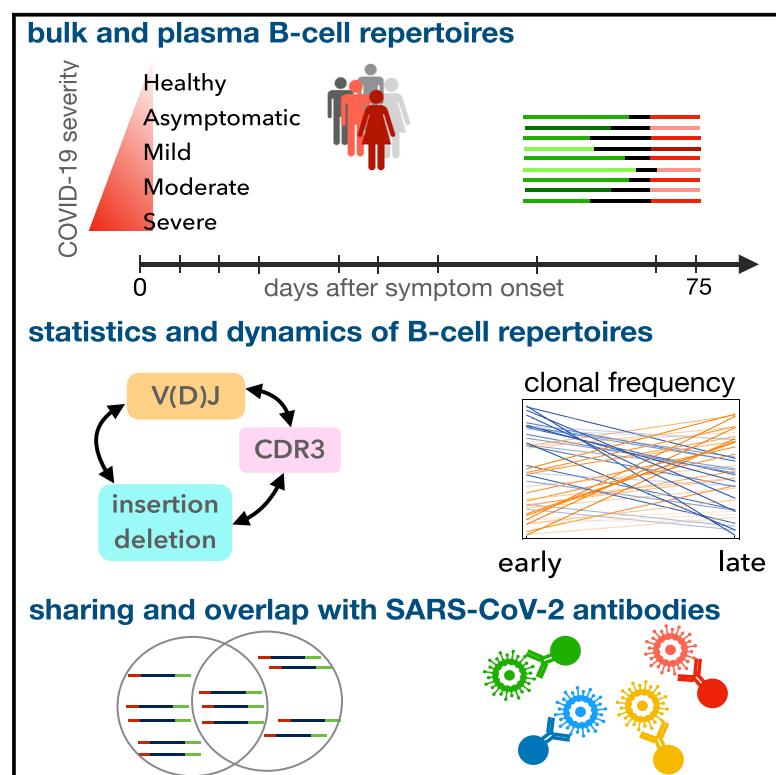 bulk and plasma B-cell repertoires
COVID-19 severity
Healthy
Asymptomatic
Mild
Moderate
Severe
0
days after symptom onset
75
statistics and dynamics of B-cell repertoires
V(D)J
CDR3
insertion
deletion
clonal frequency
early
late
sharing and overlap with SARS-CoV-2 antibodies